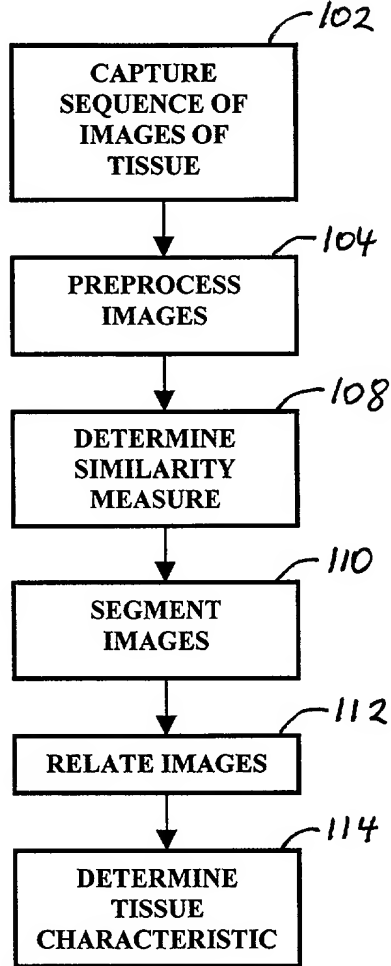 102
CAPTURE
SEQUENCE OF
IMAGES OF
TISSUE
104
PREPROCESS
IMAGES
108
DETERMINE
SIMILARITY
MEASURE
110
SEGMENT
IMAGES
112
RELATE IMAGES
114
DETERMINE
TISSUE
CHARACTERISTIC